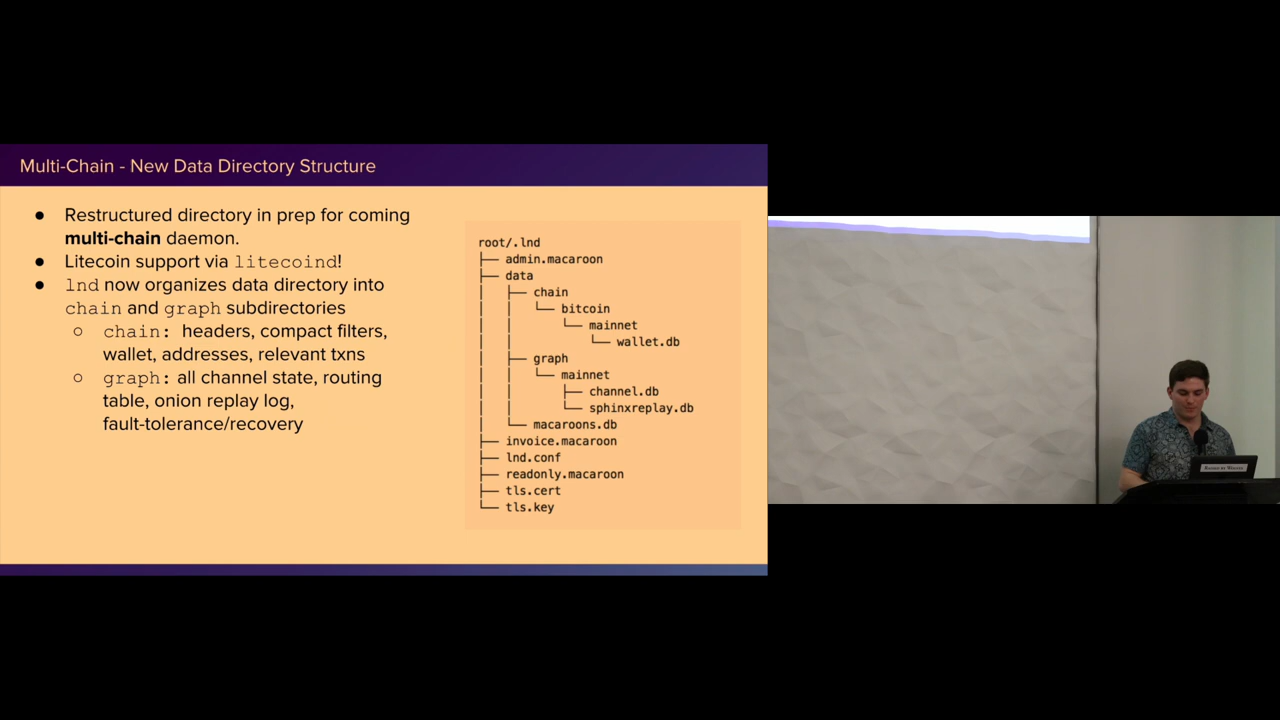 Multi-Chain - New Data Directory Structure
● Restructured directory in prep for coming
multi-chain daemon.
● Litecoin support via litecoind!
● lnd now organizes data directory into
chain and graph subdirectories
○ chain: headers, compact filters,
wallet, addresses, relevant txns
○ graph: all channel state, routing
table, onion replay log,
fault-tolerance/recovery
root/.lnd
├── admin.macaroon
├── data
│   ├── chain
│   │   └── bitcoin
│   │       └── mainnet
│   │           └── wallet.db
│   ├── graph
│   │   └── mainnet
│   │       ├── channel.db
│   │       └── sphinxreplay.db
│   └── macaroons.db
├── invoice.macaroon
├── lnd.conf
├── readonly.macaroon
├── tls.cert
└── tls.key